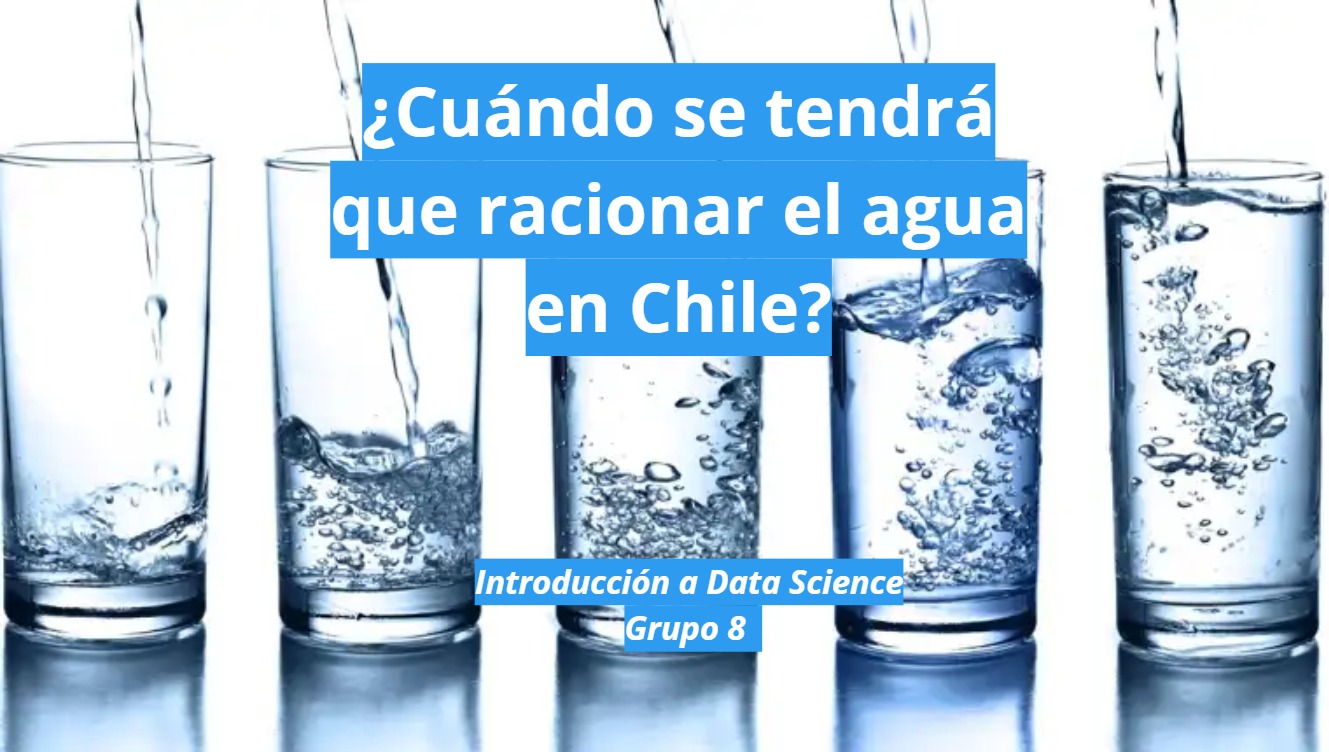 ¿Cuándo se tendrá
que racionar el agua
en Chile?
Introducción a Data Science
Grupo 8